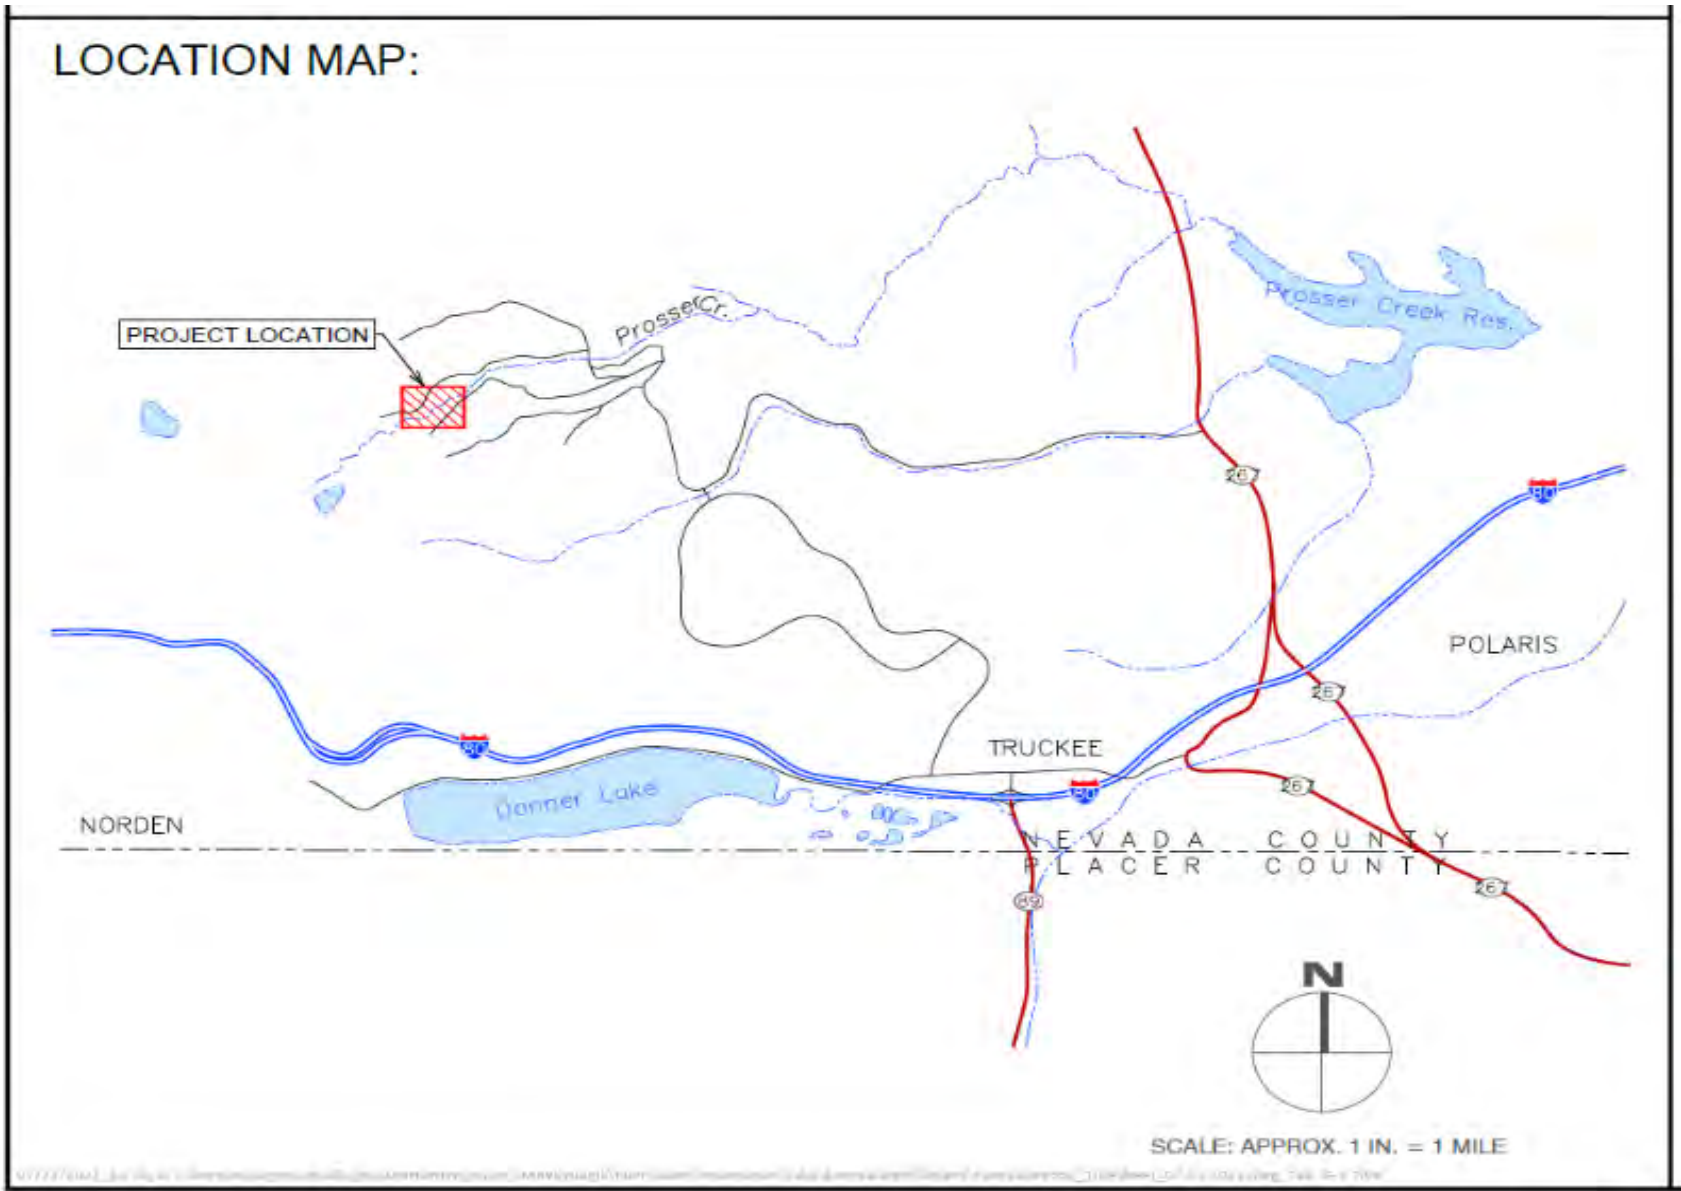 LOCATION MAP:
Prosser Cr.
Prosser Creek Res.
PROJECT LOCATION
267
80
POLARIS
267
TRUCKEE
80
Donner Lake
80
267
NORDEN
NEVADA COUNTY
PLACER COUNTY
267
89
N
SCALE: APPROX. 1 IN. = 1 MILE